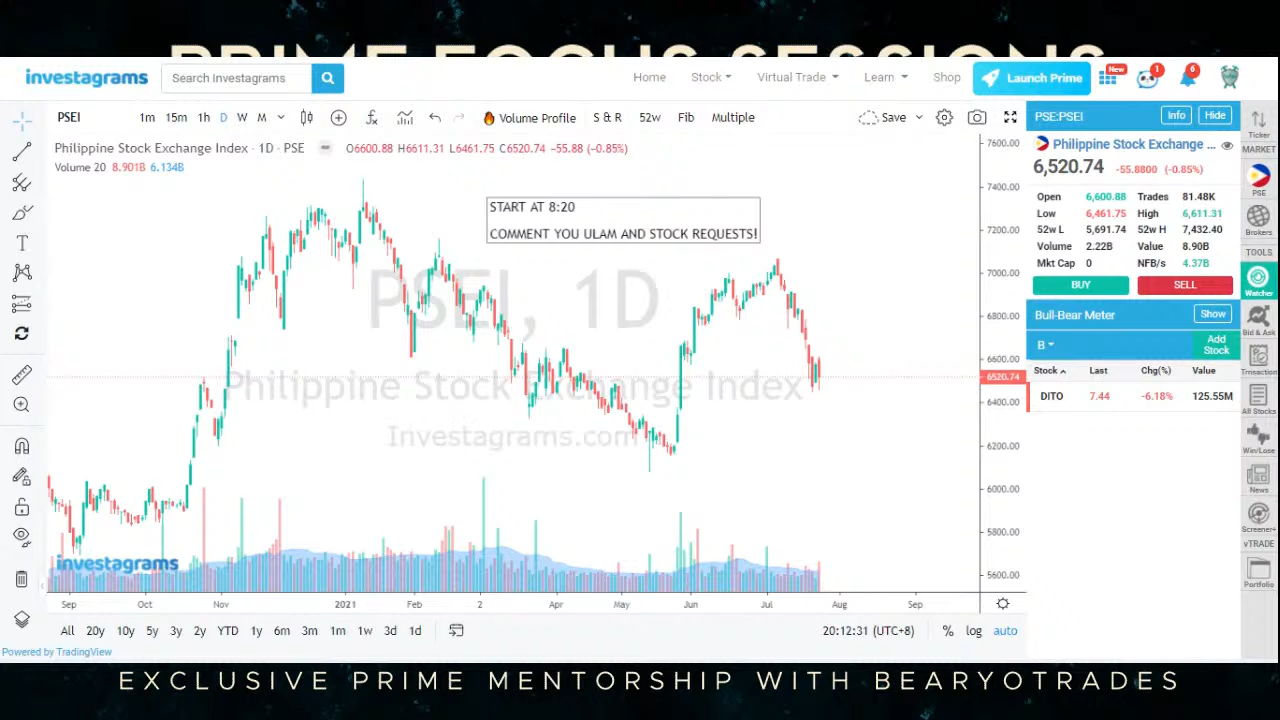 PRIME FOCUS SESSIONS
investagrams
Search Investagrams
Home Stock Virtual Trade Learn Shop Launch Prime New 1 6
PSEI 1m 15m 1h D W M Volume Profile S & R 52w Fib Multiple Save
Philippine Stock Exchange Index · 1D · PSE O6600.88 H6611.31 L6461.75 C6520.74 −55.88 (−0.85%)
Volume 20 8.901B 6.134B
START AT 8:20
COMMENT YOU ULAM AND STOCK REQUESTS!
PSEI, 1D
Philippine Stock Exchange Index
Investagrams.com
investagrams
7600.00
7400.00
7200.00
7000.00
6800.00
6600.00
6520.74
6400.00
6200.00
6000.00
5800.00
5600.00
Sep Oct Nov 2021 Feb 2 Apr May Jun Jul Aug Sep
All 20y 10y 5y 3y 2y YTD 1y 6m 3m 1m 1w 3d 1d 20:12:31 (UTC+8) % log auto
Powered by TradingView
PSE:PSEI Info Hide
Philippine Stock Exchange ...
6,520.74 -55.8800 (-0.85%)
Open 6,600.88 Trades 81.48K
Low 6,461.75 High 6,611.31
52w L 5,691.74 52w H 7,432.40
Volume 2.22B Value 8.90B
Mkt Cap 0 NFB/s 4.37B
BUY SELL
Bull-Bear Meter Show
B Add Stock
Stock Last Chg(%) Value
DITO 7.44 -6.18% 125.55M
Ticker
MARKET
PSE
Brokers
TOOLS
Watcher
Bid & Ask
Trnsaction
All Stocks
Win/Lose
News
Screener+
vTRADE
Portfolio
EXCLUSIVE PRIME MENTORSHIP WITH BEARYOTRADES